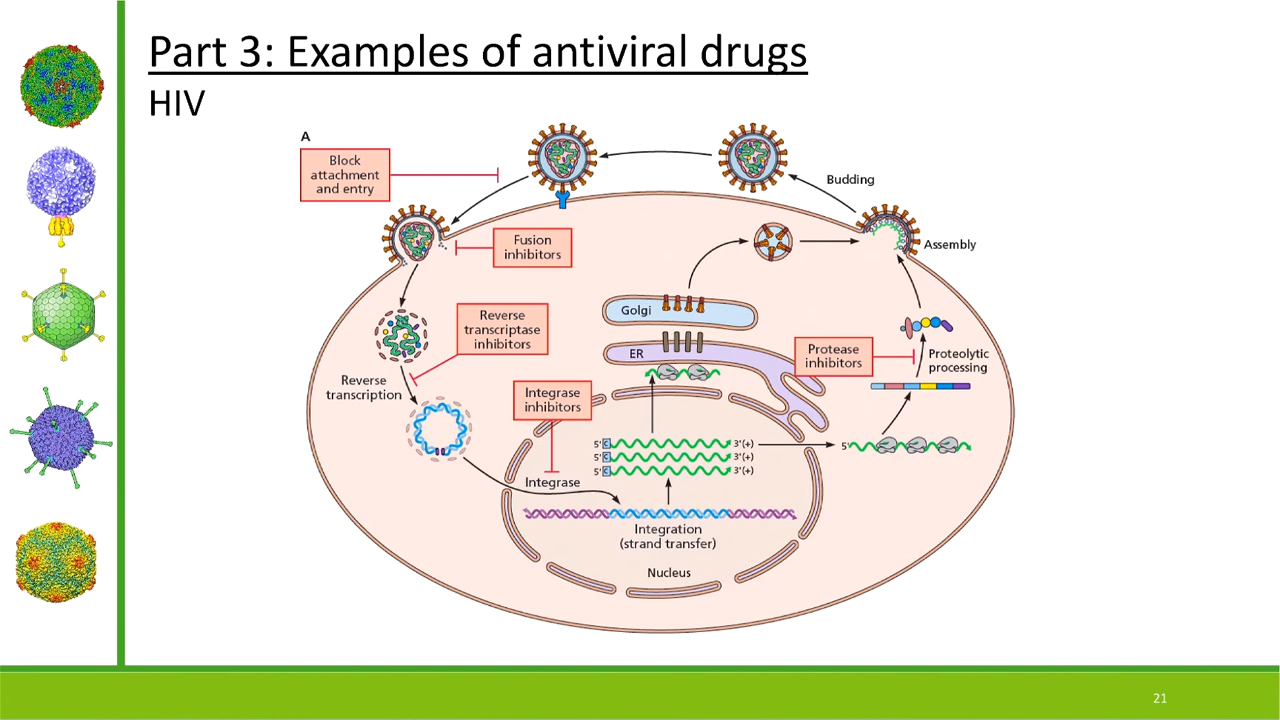 Part 3: Examples of antiviral drugs
HIV
A
Block
attachment
and entry
Budding
Fusion
inhibitors
Assembly
Reverse
transcriptase
inhibitors
Golgi
ER
Protease
inhibitors
Proteolytic
processing
Reverse
transcription
Integrase
inhibitors
5' C 3'(+)
5' C 3'(+)
5' C 3'(+)
5'
Integrase
Integration
(strand transfer)
Nucleus
21